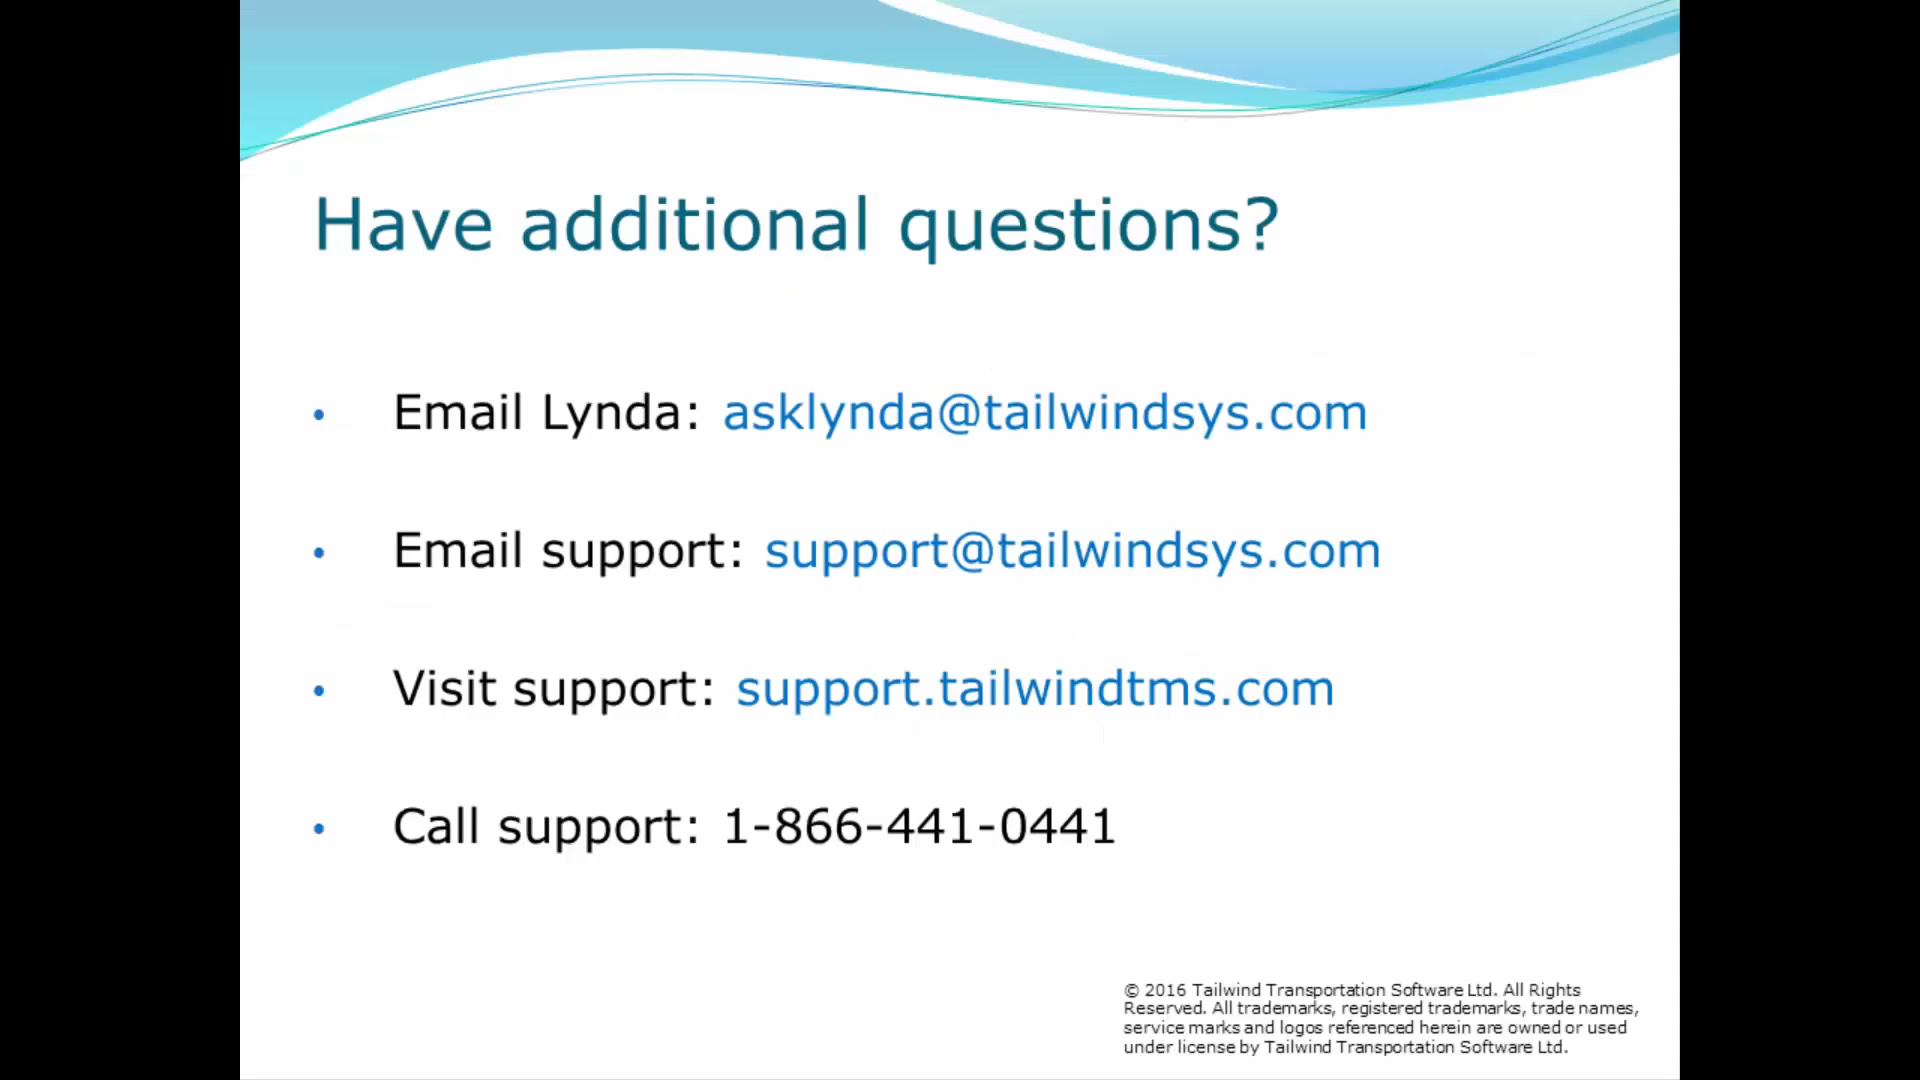 Have additional questions?
• Email Lynda: asklynda@tailwindsys.com
• Email support: support@tailwindsys.com
• Visit support: support.tailwindtms.com
• Call support: 1-866-441-0441
© 2016 Tailwind Transportation Software Ltd. All Rights
Reserved. All trademarks, registered trademarks, trade names,
service marks and logos referenced herein are owned or used
under license by Tailwind Transportation Software Ltd.